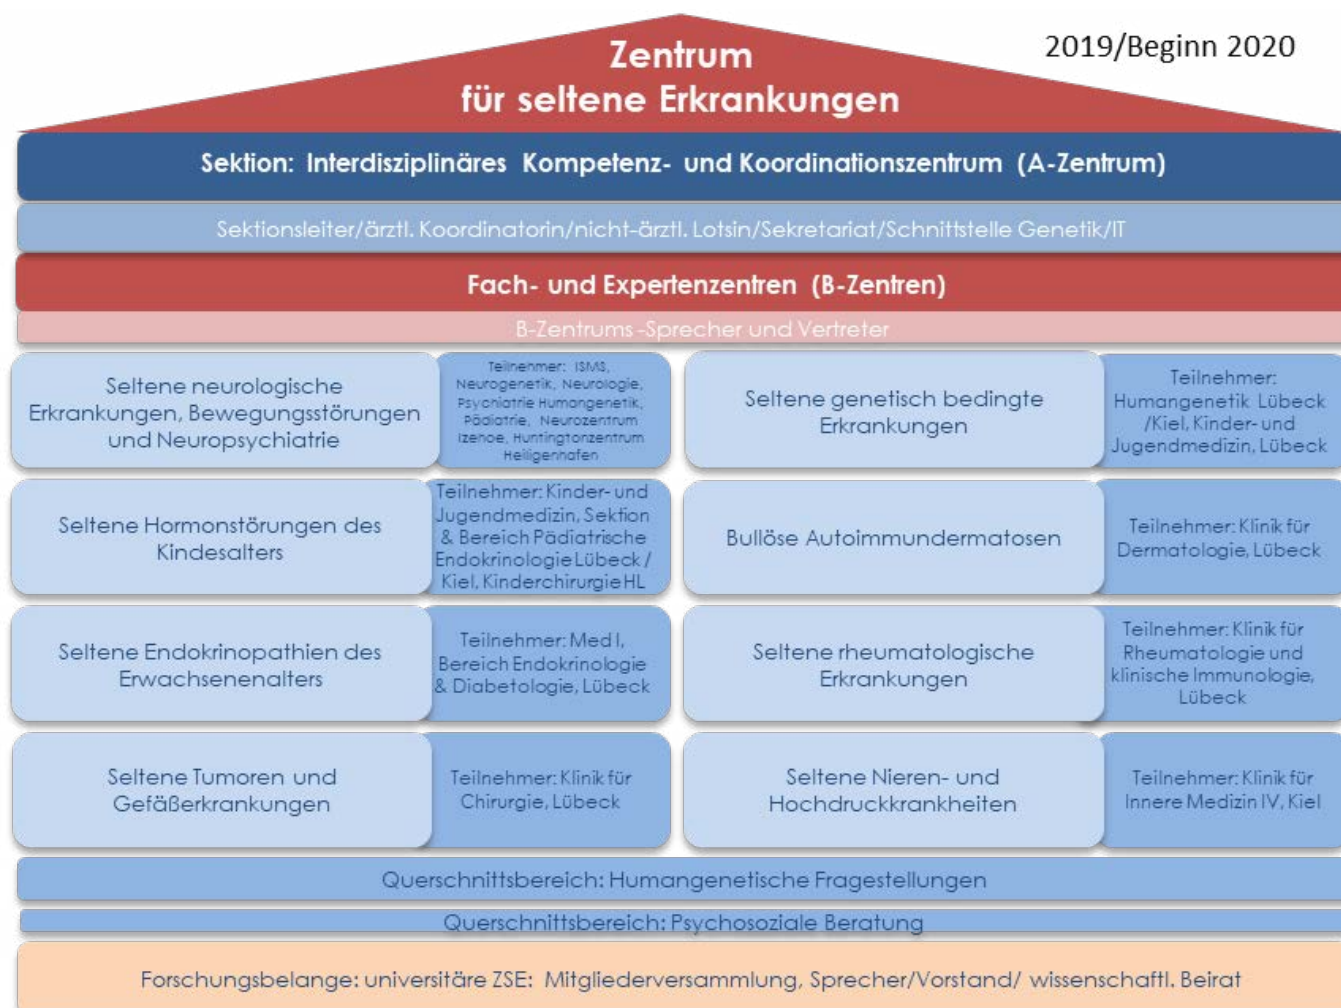 2019/Beginn 2020
Zentrum
für seltene Erkrankungen
Sektion: Interdisziplinäres Kompetenz- und Koordinationszentrum (A-Zentrum)
Sektionsleiter/ärztl. Koordinatorin/nicht-ärztl. Lotsin/Sekretariat/Schnittstelle Genetik/IT
Fach- und Expertenzentren (B-Zentren)
B-Zentrums -Sprecher und Vertreter
Seltene neurologische
Erkrankungen, Bewegungsstörungen
und Neuropsychiatrie
Teilnehmer: ISMS,
Neurogenetik, Neurologie,
Psychiatrie Humangenetik,
Pädiatrie, Neurozentrum
Izehoe, Huntingtonzentrum
Heiligenhafen
Seltene genetisch bedingte
Erkrankungen
Teilnehmer:
Humangenetik Lübeck
/Kiel, Kinder- und
Jugendmedizin, Lübeck
Seltene Hormonstörungen des
Kindesalters
Teilnehmer: Kinder- und
Jugendmedizin, Sektion
& Bereich Pädiatrische
Endokrinologie Lübeck /
Kiel, Kinderchirurgie HL
Bullöse Autoimmundermatosen
Teilnehmer: Klinik für
Dermatologie, Lübeck
Seltene Endokrinopathien des
Erwachsenenalters
Teilnehmer: Med I,
Bereich Endokrinologie
& Diabetologie, Lübeck
Seltene rheumatologische
Erkrankungen
Teilnehmer: Klinik für
Rheumatologie und
klinische Immunologie,
Lübeck
Seltene Tumoren und
Gefäßerkrankungen
Teilnehmer: Klinik für
Chirurgie, Lübeck
Seltene Nieren- und
Hochdruckkrankheiten
Teilnehmer: Klinik für
Innere Medizin IV, Kiel
Querschnittsbereich: Humangenetische Fragestellungen
Querschnittsbereich: Psychosoziale Beratung
Forschungsbelange: universitäre ZSE: Mitgliederversammlung, Sprecher/Vorstand/ wissenschaftl. Beirat